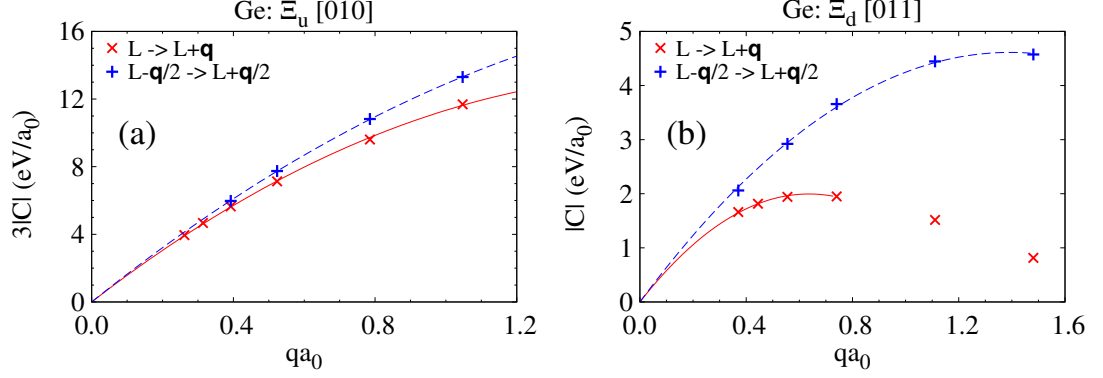 Ge: Ξu [010]
16
12
8
4
0
3|C| (eV/a0)
× L -> L+q
+ L-q/2 -> L+q/2
(a)
0.0 0.4 0.8 1.2
qa0
Ge: Ξd [011]
5
4
3
2
1
0
|C| (eV/a0)
L -> L+q ×
L-q/2 -> L+q/2 +
(b)
0.0 0.4 0.8 1.2 1.6
qa0